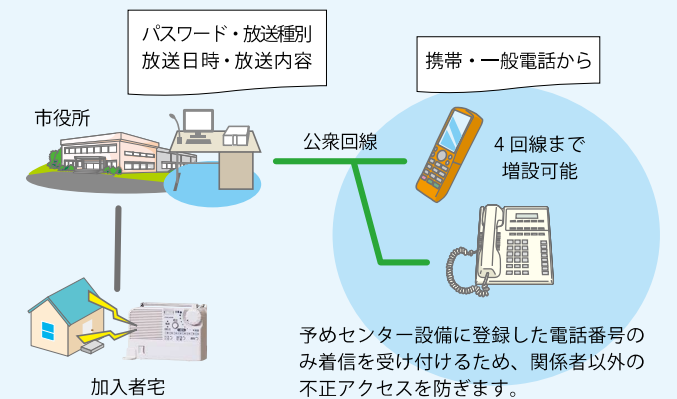 パスワード・放送種別
放送日時・放送内容
携帯・一般電話から
市役所
公衆回線
4回線まで
増設可能
予めセンター設備に登録した電話番号の
み着信を受け付けるため、関係者以外の
不正アクセスを防ぎます。
加入者宅